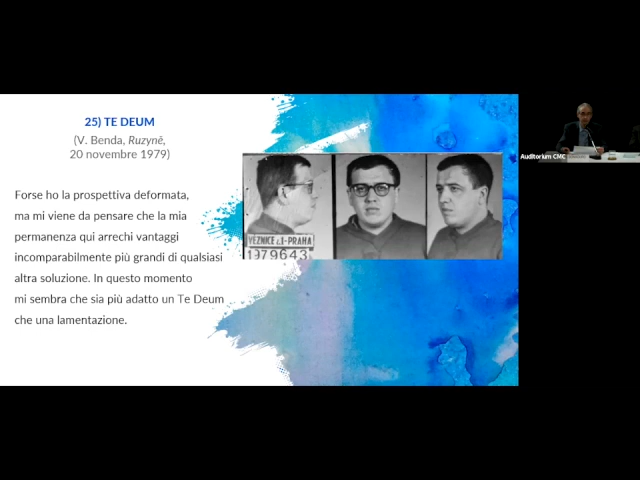 25) TE DEUM
(V. Benda, Ruzyně,
20 novembre 1979)
Forse ho la prospettiva deformata,
ma mi viene da pensare che la mia
permanenza qui arrechi vantaggi
incomparabilmente più grandi di qualsiasi
altra soluzione. In questo momento
mi sembra che sia più adatto un Te Deum
che una lamentazione.
VĚZNICE č.1-PRAHA
1979643
Auditorium CMC